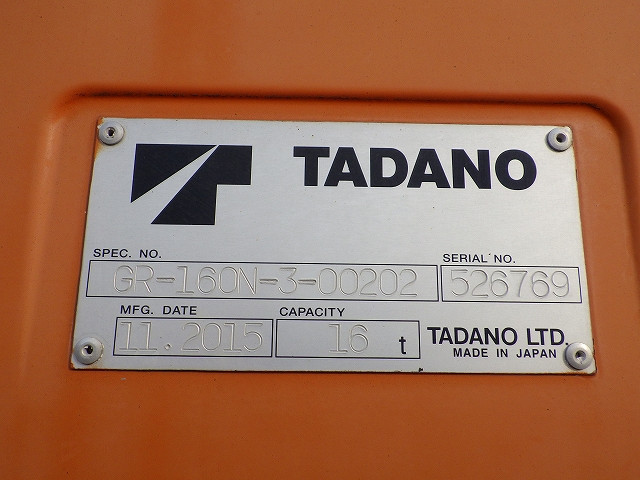 TADANO
SPEC. NO.
GR-160N-3-00202
SERIAL NO.
526769
MFG. DATE
11.2015
CAPACITY
16 t
TADANO LTD.
MADE IN JAPAN